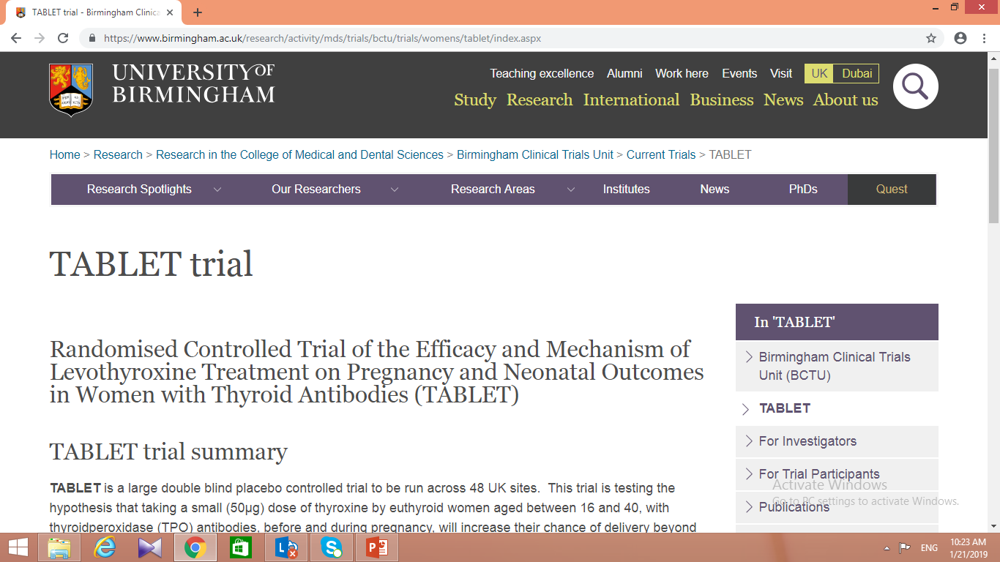 TABLET trial - Birmingham Clinica
https://www.birmingham.ac.uk/research/activity/mds/trials/bctu/trials/womens/tablet/index.aspx
UNIVERSITY OF
BIRMINGHAM
Teaching excellence Alumni Work here Events Visit UK Dubai
Study Research International Business News About us
Home > Research > Research in the College of Medical and Dental Sciences > Birmingham Clinical Trials Unit > Current Trials > TABLET
Research Spotlights Our Researchers Research Areas Institutes News PhDs Quest
TABLET trial
Randomised Controlled Trial of the Efficacy and Mechanism of
Levothyroxine Treatment on Pregnancy and Neonatal Outcomes
in Women with Thyroid Antibodies (TABLET)
TABLET trial summary
TABLET is a large double blind placebo controlled trial to be run across 48 UK sites. This trial is testing the
hypothesis that taking a small (50μg) dose of thyroxine by euthyroid women aged between 16 and 40, with
thyroidperoxidase (TPO) antibodies, before and during pregnancy, will increase their chance of delivery beyond
In 'TABLET'
Birmingham Clinical Trials
Unit (BCTU)
TABLET
For Investigators
For Trial Participants
Publications
Activate Windows
Go to PC settings to activate Windows.
ENG
10:23 AM
1/21/2019